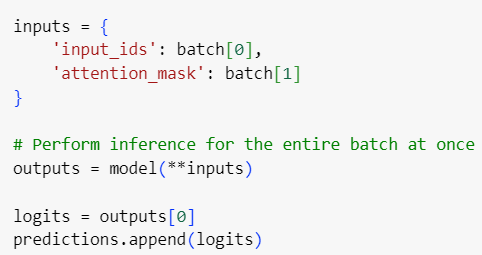 inputs = {
    'input_ids': batch[0],
    'attention_mask': batch[1]
}
# Perform inference for the entire batch at once
outputs = model(**inputs)
logits = outputs[0]
predictions.append(logits)